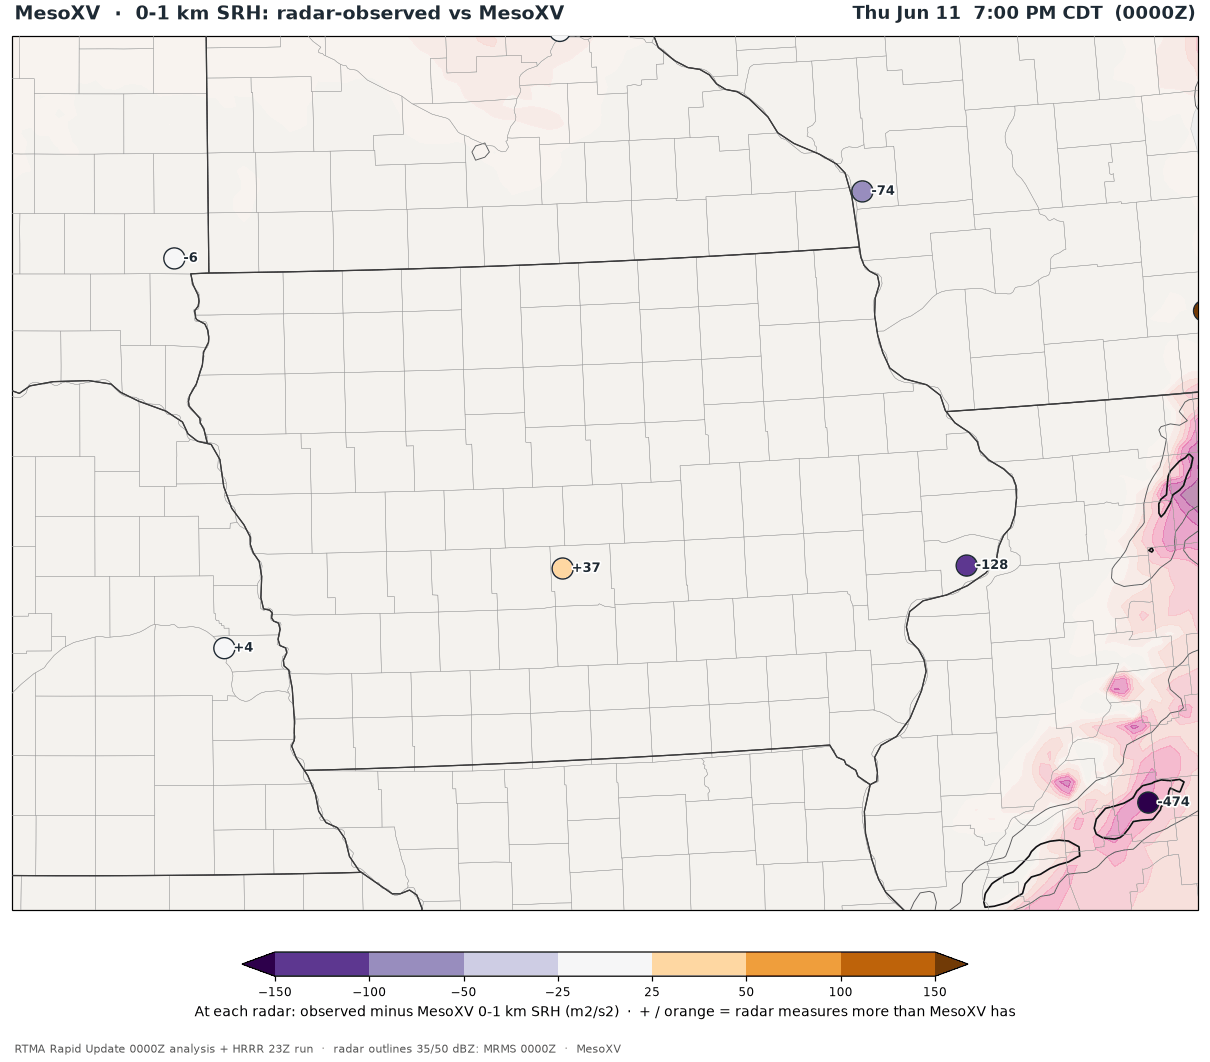 MesoXV · 0-1 km SRH: radar-observed vs MesoXV
Thu Jun 11 7:00 PM CDT (0000Z)
-74
-6
+37
-128
+4
-474
−150 −100 −50 −25 25 50 100 150
At each radar: observed minus MesoXV 0-1 km SRH (m2/s2) · + / orange = radar measures more than MesoXV has
RTMA Rapid Update 0000Z analysis + HRRR 23Z run · radar outlines 35/50 dBZ: MRMS 0000Z · MesoXV